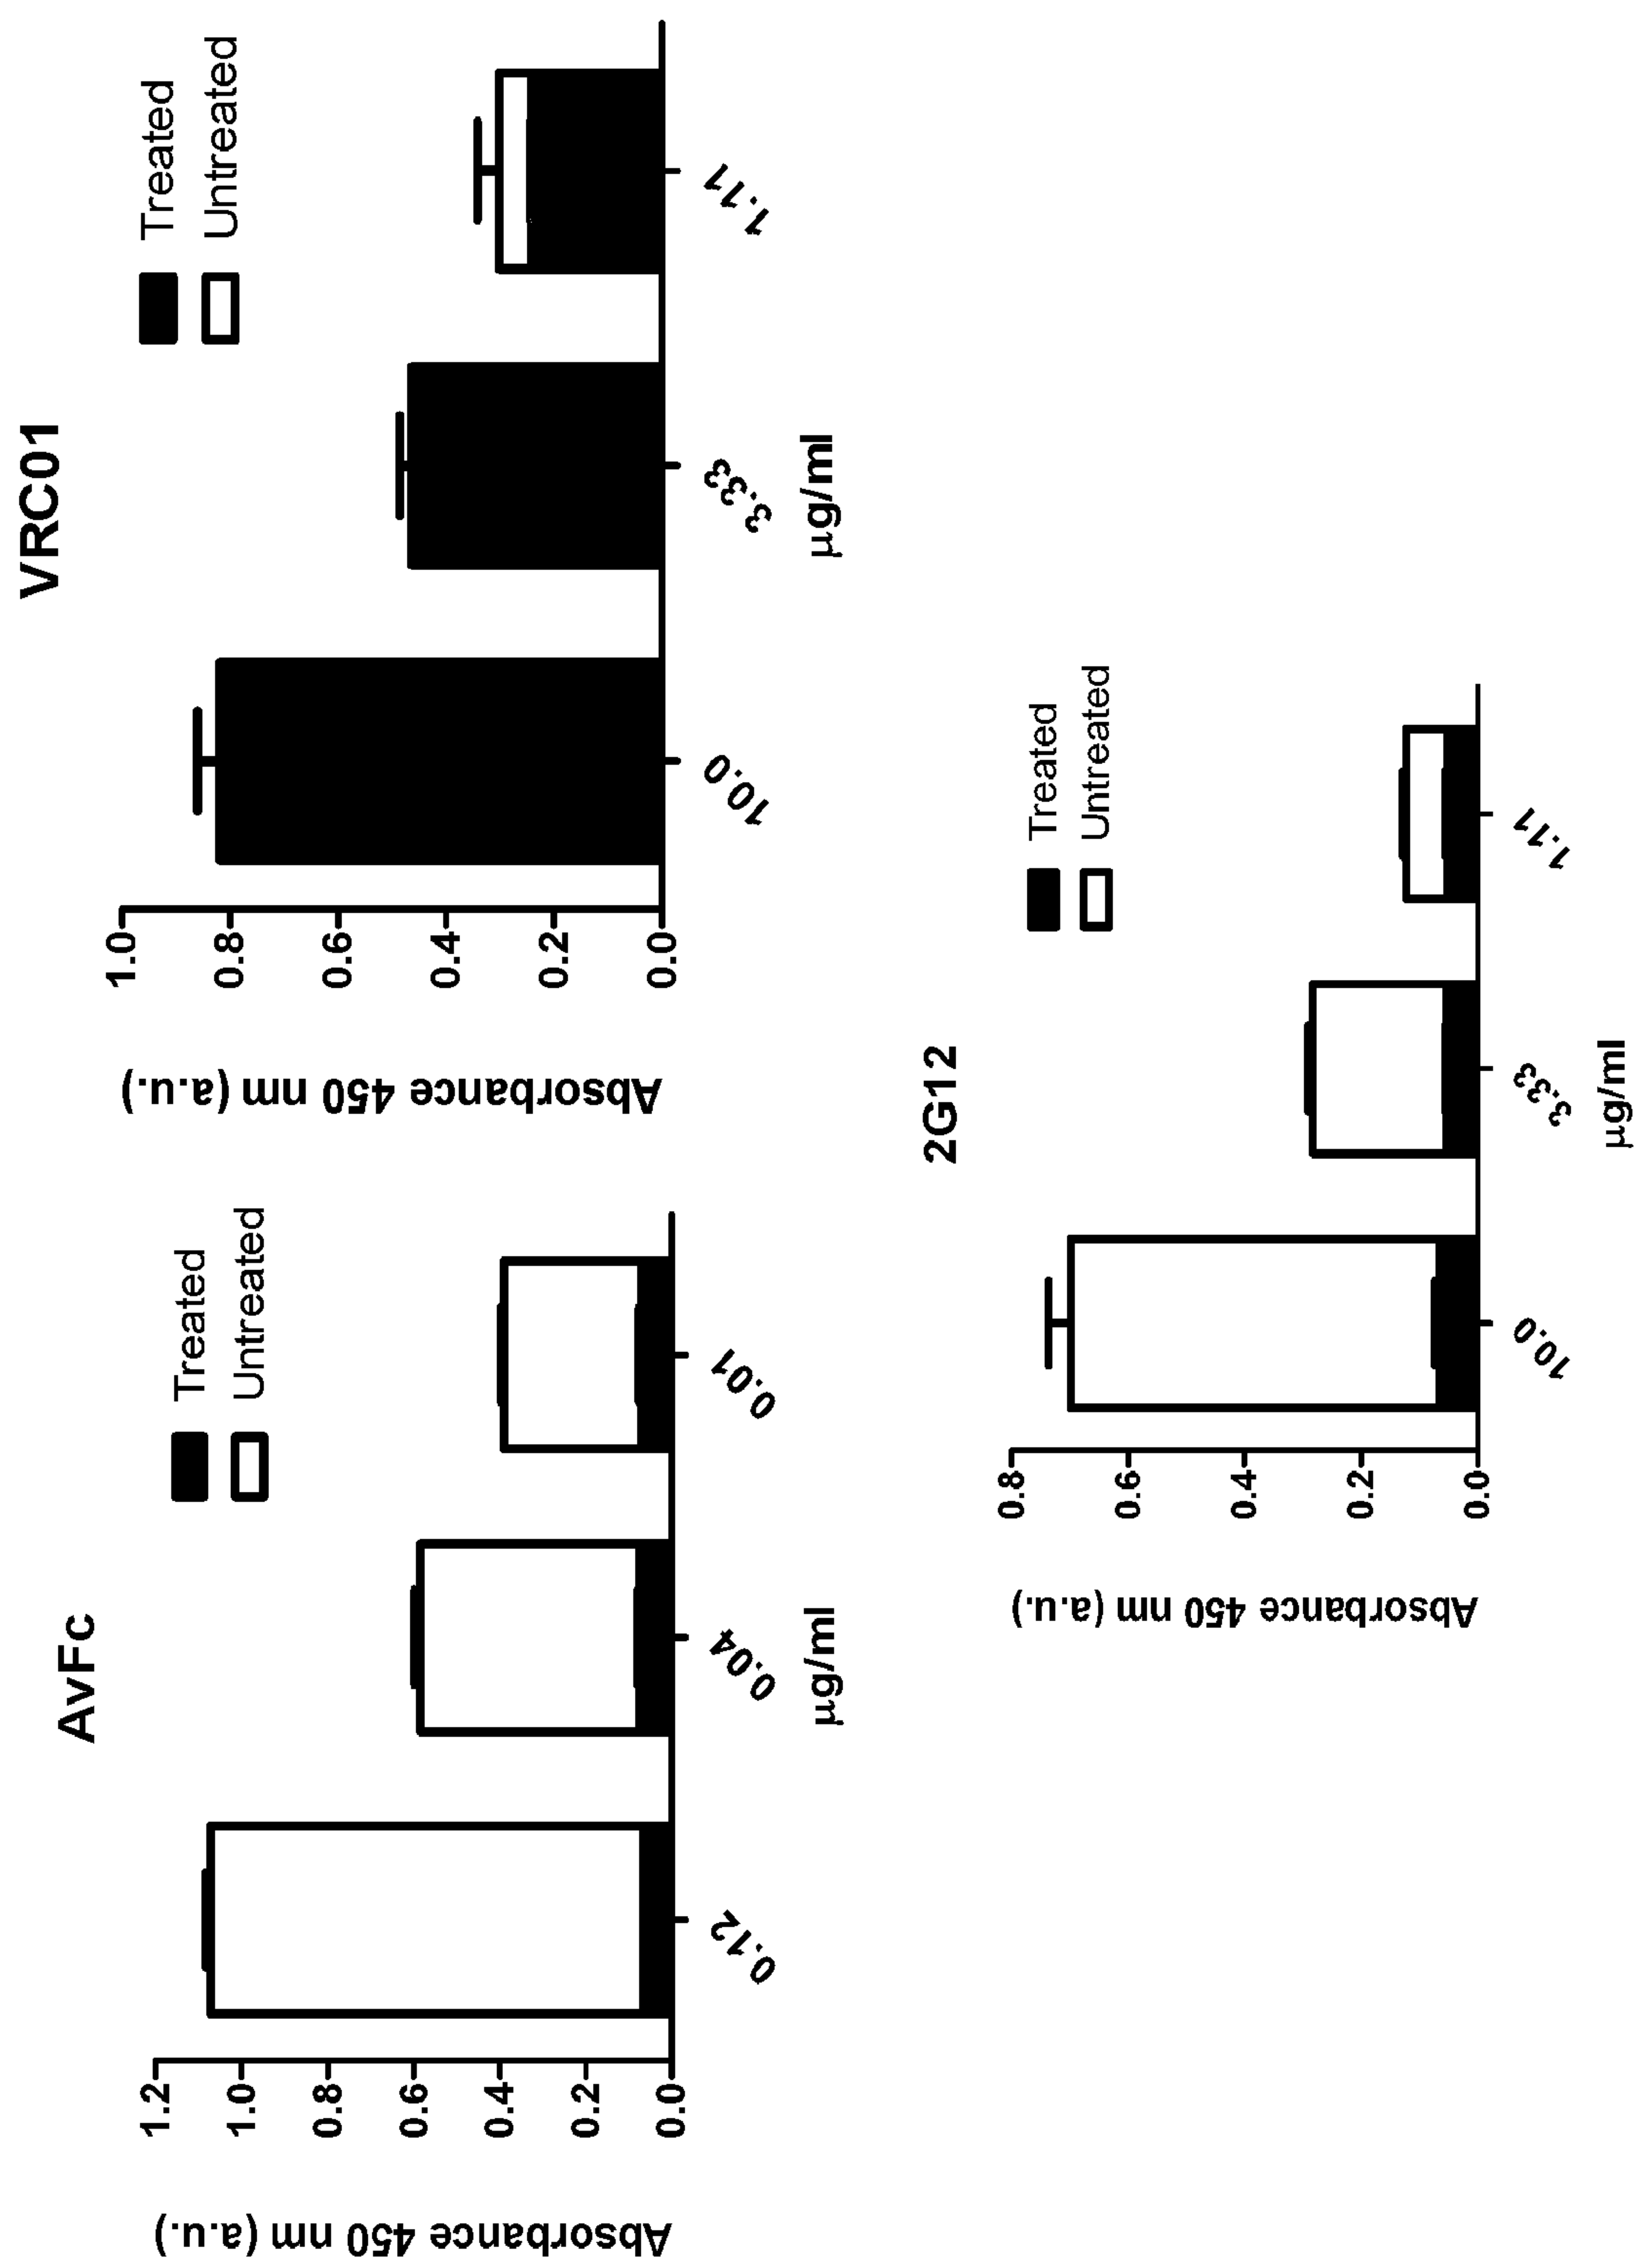 AvFc
Absorbance 450 nm (a.u.)
1.2
1.0
0.8
0.6
0.4
0.2
0.0
Treated
Untreated
0.12
0.04
0.01
µg/ml
VRC01
Absorbance 450 nm (a.u.)
1.0
0.8
0.6
0.4
0.2
0.0
Treated
Untreated
10.0
3.33
1.11
µg/ml
2G12
Absorbance 450 nm (a.u.)
0.8
0.6
0.4
0.2
0.0
Treated
Untreated
10.0
3.33
1.11
µg/ml